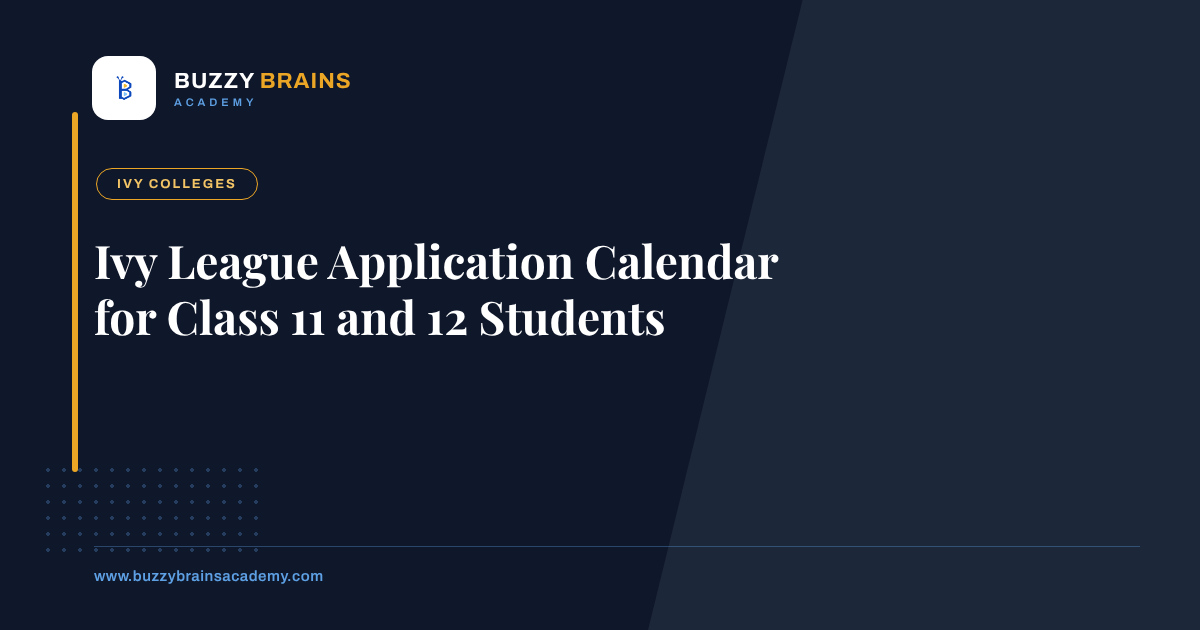 BUZZY BRAINS
ACADEMY
IVY COLLEGES
Ivy League Application Calendar
for Class 11 and 12 Students
www.buzzybrainsacademy.com